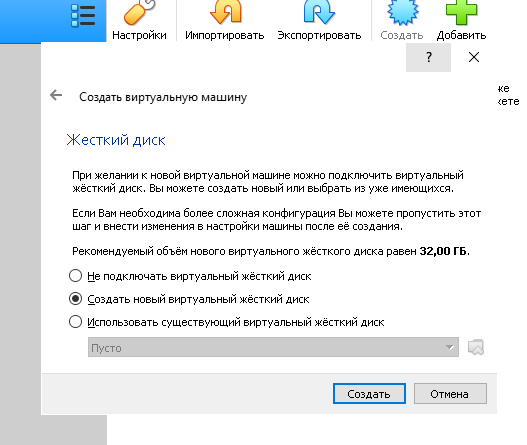 Настройки
Импортировать
Экспортировать
Создать
Добавить
?
же
жете
Создать виртуальную машину
Жесткий диск
При желании к новой виртуальной машине можно подключить виртуальный
жёсткий диск. Вы можете создать новый или выбрать из уже имеющихся.
Если Вам необходима более сложная конфигурация Вы можете пропустить этот
шаг и внести изменения в настройки машины после её создания.
Рекомендуемый объём нового виртуального жёсткого диска равен 32,00 ГБ.
Не подключать виртуальный жёсткий диск
Создать новый виртуальный жёсткий диск
Использовать существующий виртуальный жёсткий диск
Пусто
Создать
Отмена